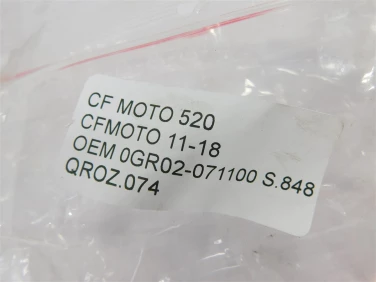 CF MOTO 520
CFMOTO 11-18
OEM 0GR02-071100 S.848
QROZ.074